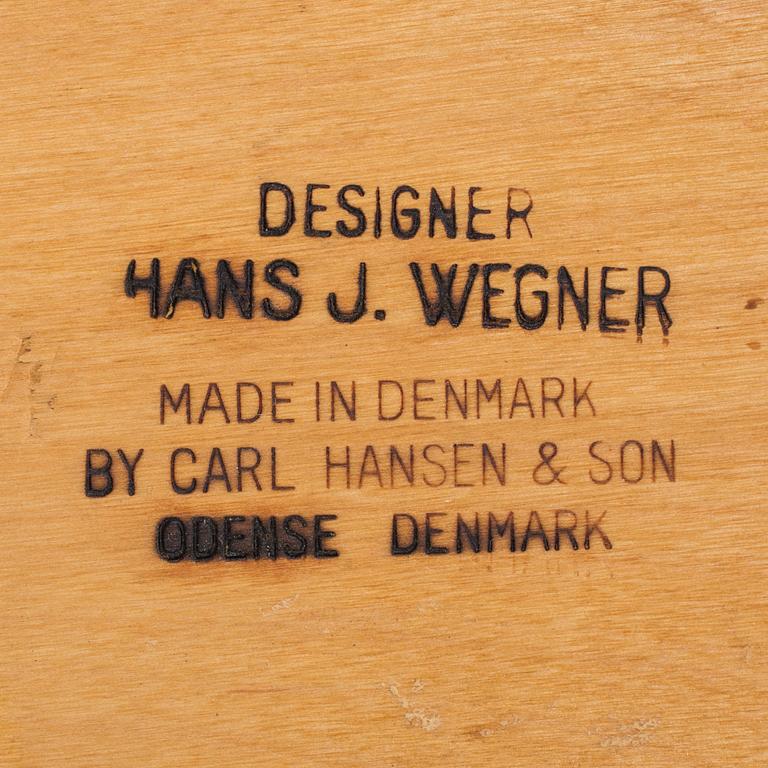 DESIGNER
HANS J. WEGNER
MADE IN DENMARK
BY CARL HANSEN & SON
ODENSE DENMARK